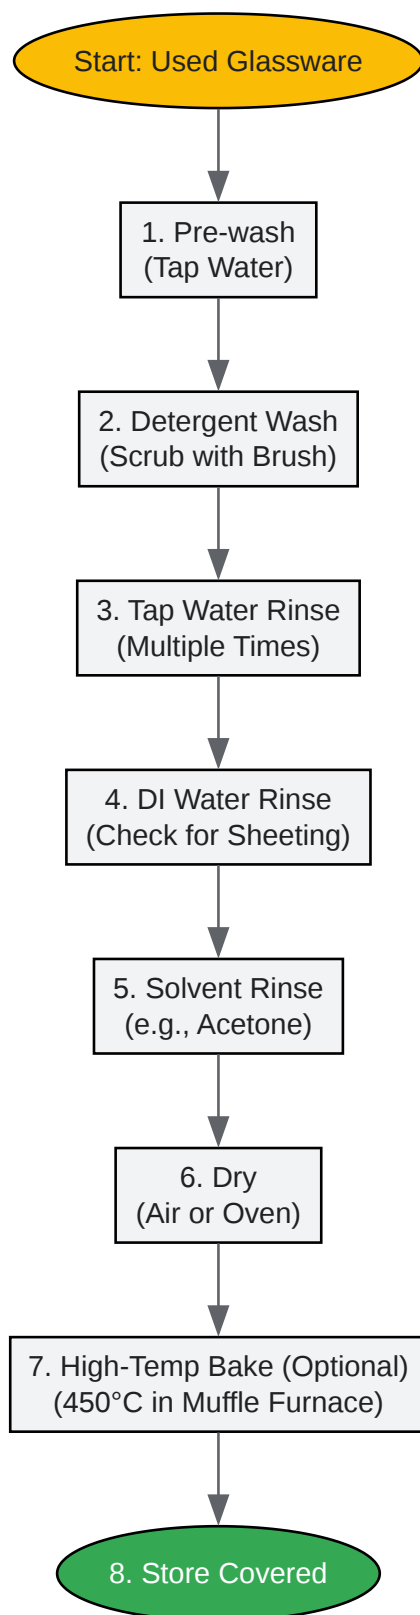 Start: Used Glassware
1. Pre-wash
(Tap Water)
2. Detergent Wash
(Scrub with Brush)
3. Tap Water Rinse
(Multiple Times)
4. DI Water Rinse
(Check for Sheeting)
5. Solvent Rinse
(e.g., Acetone)
6. Dry
(Air or Oven)
7. High-Temp Bake (Optional)
(450°C in Muffle Furnace)
8. Store Covered